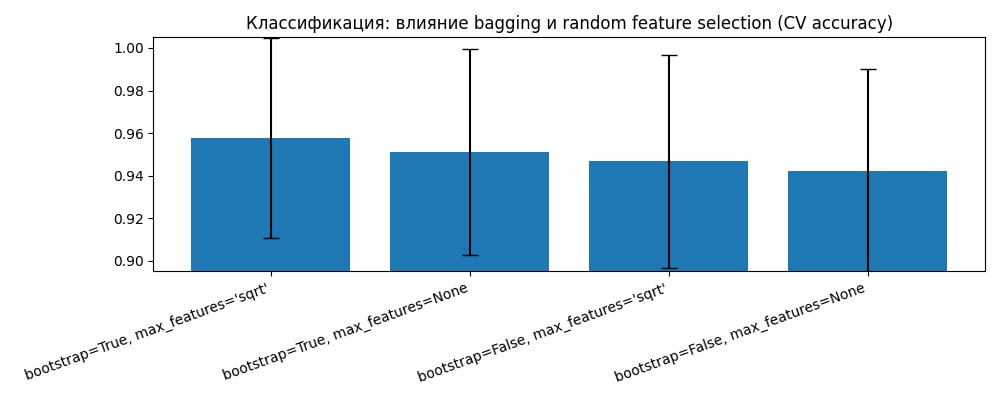 Классификация: влияние bagging и random feature selection (CV accuracy)
1.00
0.98
0.96
0.94
0.92
0.90
bootstrap=True, max_features='sqrt'
bootstrap=True, max_features=None
bootstrap=False, max_features='sqrt'
bootstrap=False, max_features=None